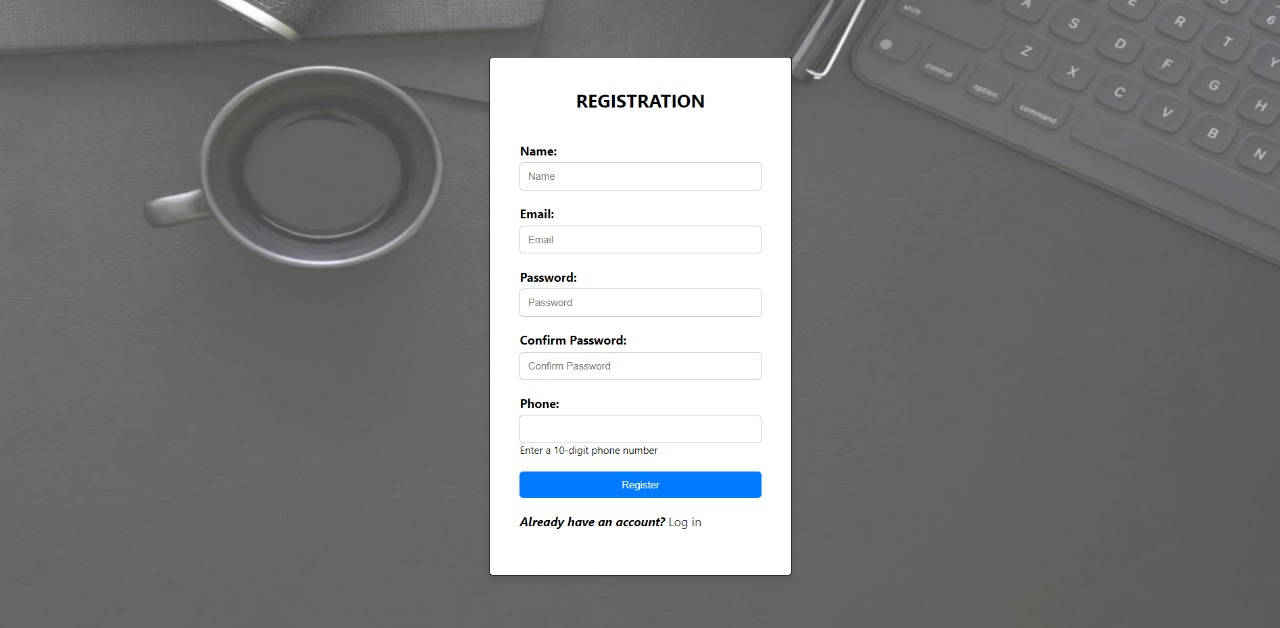 shift
A
S
E
R
6
control
Z
D
T
option
X
F
Y
command
C
G
V
H
B
N
REGISTRATION
Name:
Name
Email:
Email
Password:
Password
Confirm Password:
Confirm Password
Phone:
Enter a 10-digit phone number
Register
Already have an account? Log in